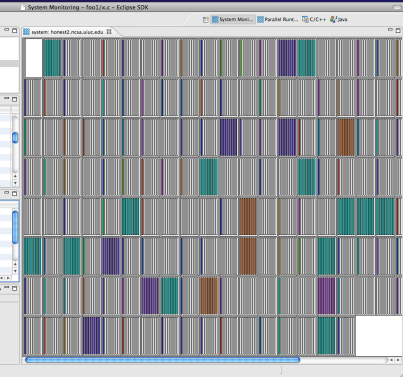 System Monitoring - foo1/x.c - Eclipse SDK
System Moni... Parallel Runt... C/C++ Java
system: honest2.ncsa.uiuc.edu